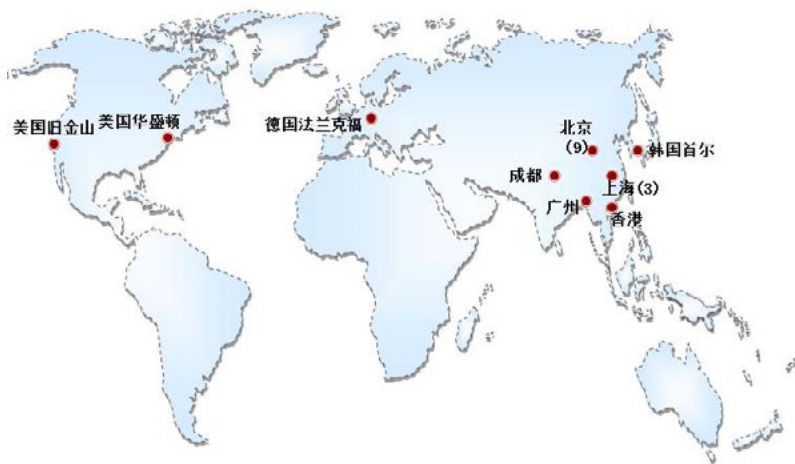 美国旧金山
美国华盛顿
德国法兰克福
北京
(9)
韩国首尔
成都
上海(3)
广州
香港